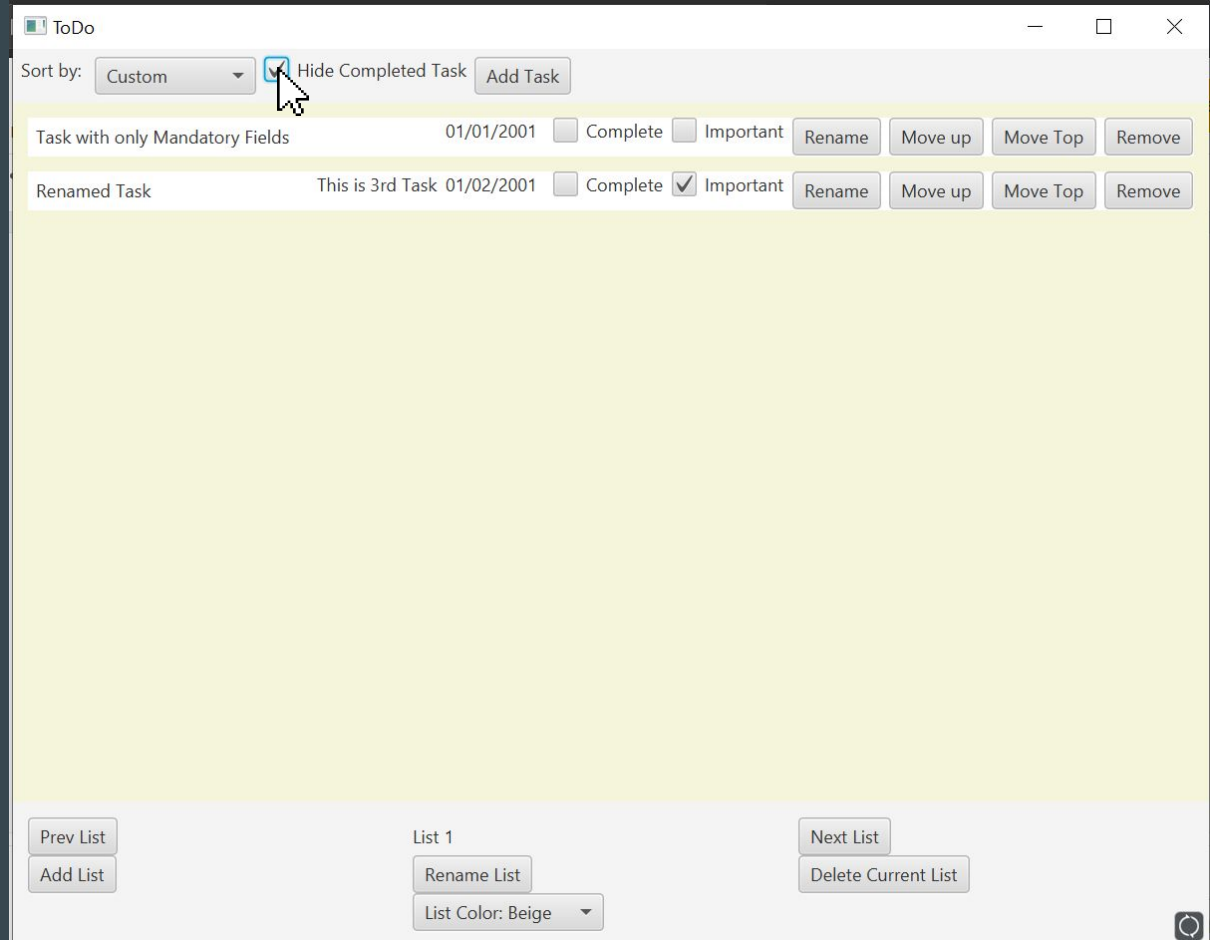 ToDo
Sort by: Custom Hide Completed Task Add Task
Task with only Mandatory Fields 01/01/2001 Complete Important Rename Move up Move Top Remove
Renamed Task This is 3rd Task 01/02/2001 Complete Important Rename Move up Move Top Remove
Prev List List 1 Next List
Add List Rename List Delete Current List
List Color: Beige